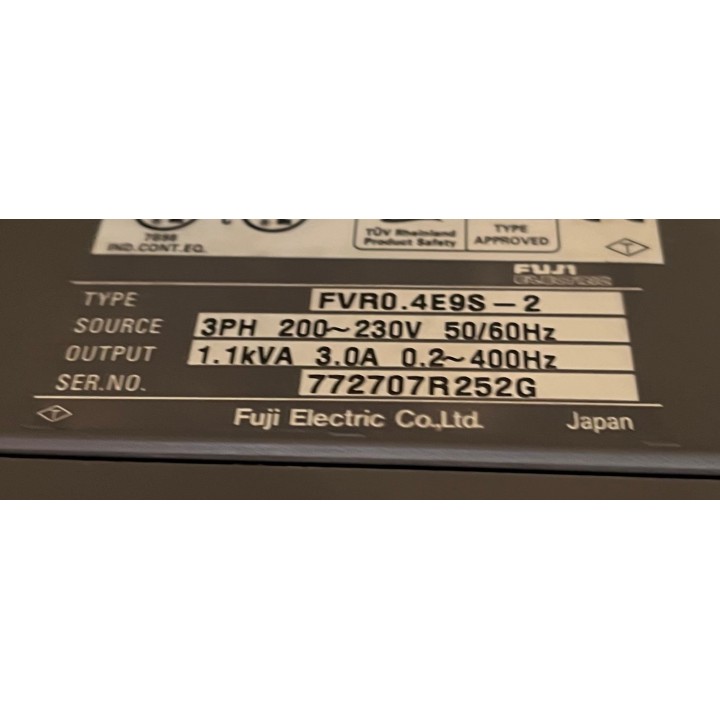 7B98
IND.CONT.EQ.
c
TÜV Rheinland
Product Safety
TYPE
APPROVED
T
FUJI
TYPE FVR0.4E9S-2
SOURCE 3PH 200~230V 50/60Hz
OUTPUT 1.1kVA 3.0A 0.2~400Hz
SER.NO. 772707R252G
T Fuji Electric Co.,Ltd. Japan